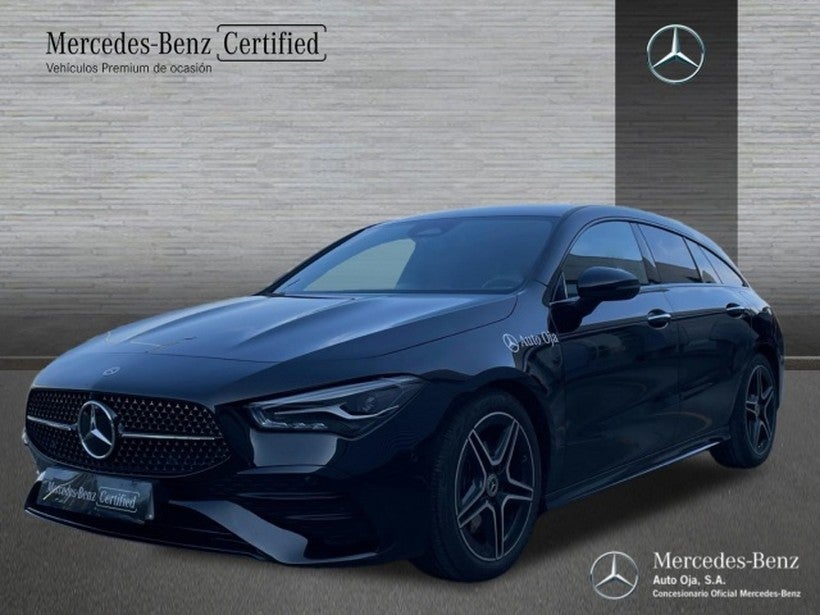 Mercedes-Benz Certified
Vehículos Premium de ocasión
Auto Oja
Mercedes-Benz Certified
Mercedes-Benz
Auto Oja, S.A.
Concesionario Oficial Mercedes-Benz